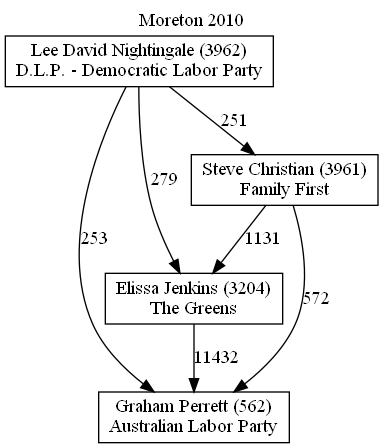 Moreton 2010
Lee David Nightingale (3962)
D.L.P. - Democratic Labor Party
251
Steve Christian (3961)
Family First
279
253
1131
572
Elissa Jenkins (3204)
The Greens
11432
Graham Perrett (562)
Australian Labor Party